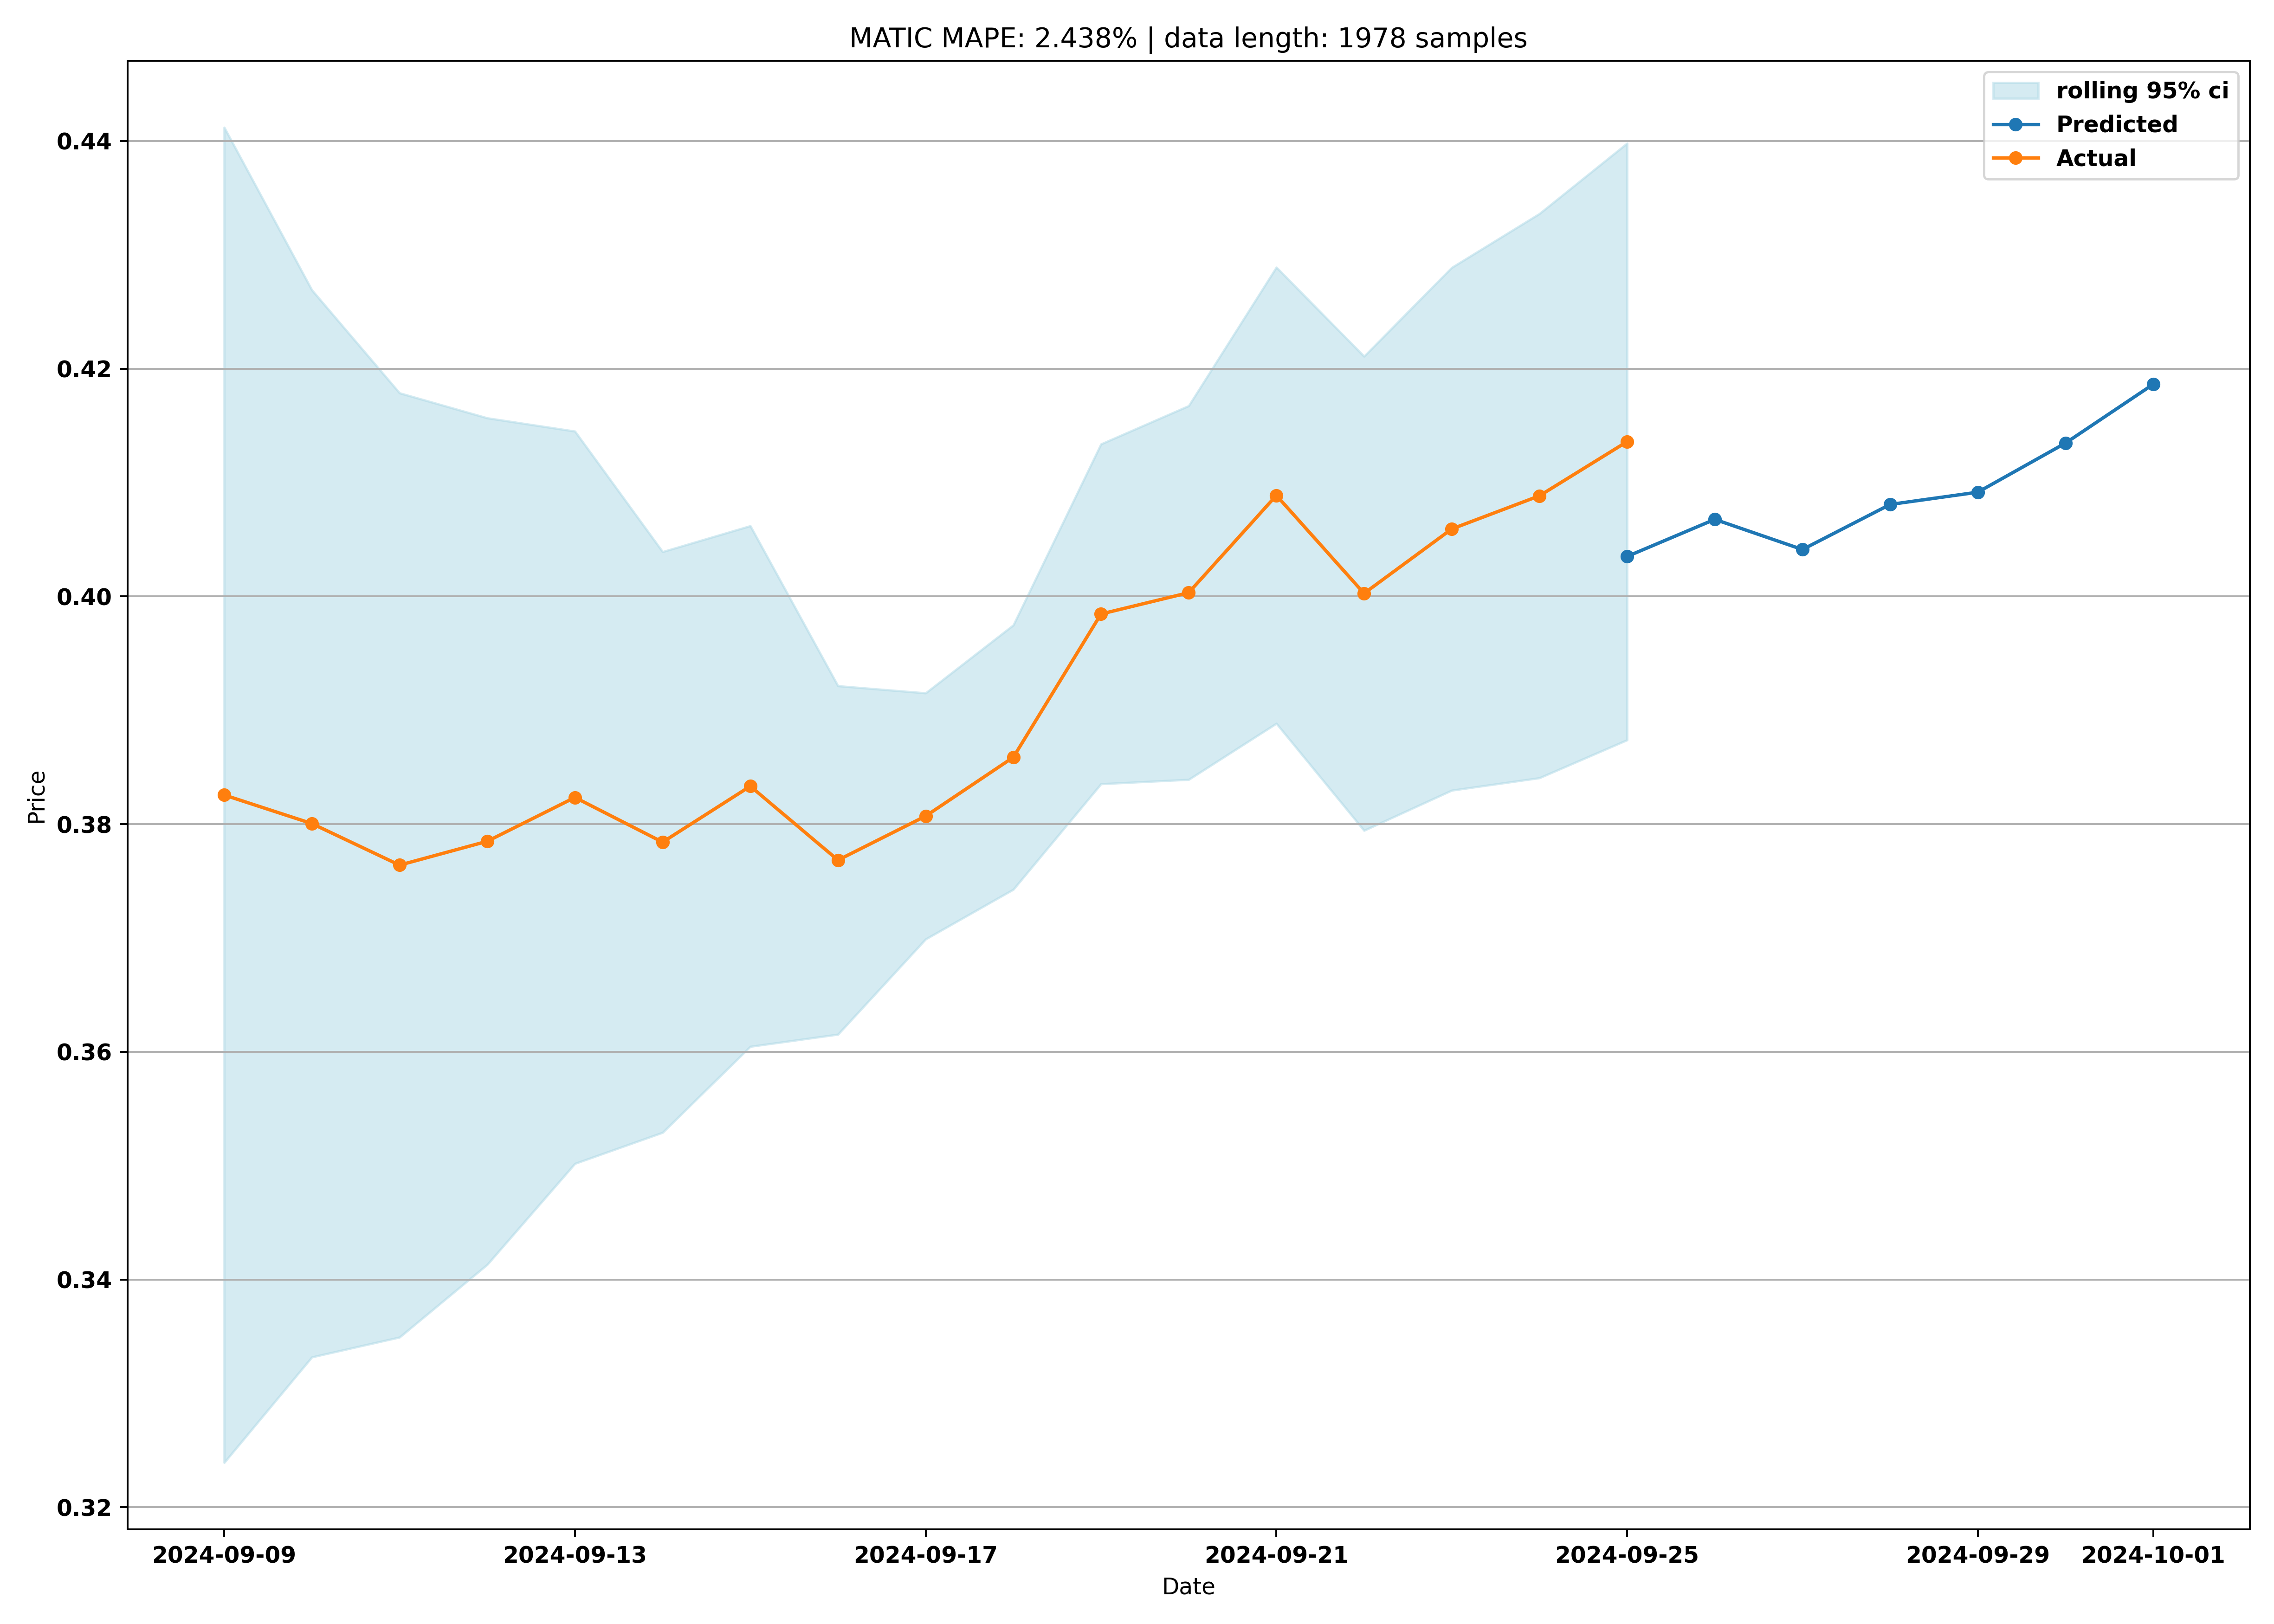 MATIC MAPE: 2.438% | data length: 1978 samples
rolling 95% ci
Predicted
Actual
0.44
0.42
0.40
0.38
0.36
0.34
0.32
Price
2024-09-09 2024-09-13 2024-09-17 2024-09-21 2024-09-25 2024-09-29 2024-10-01
Date